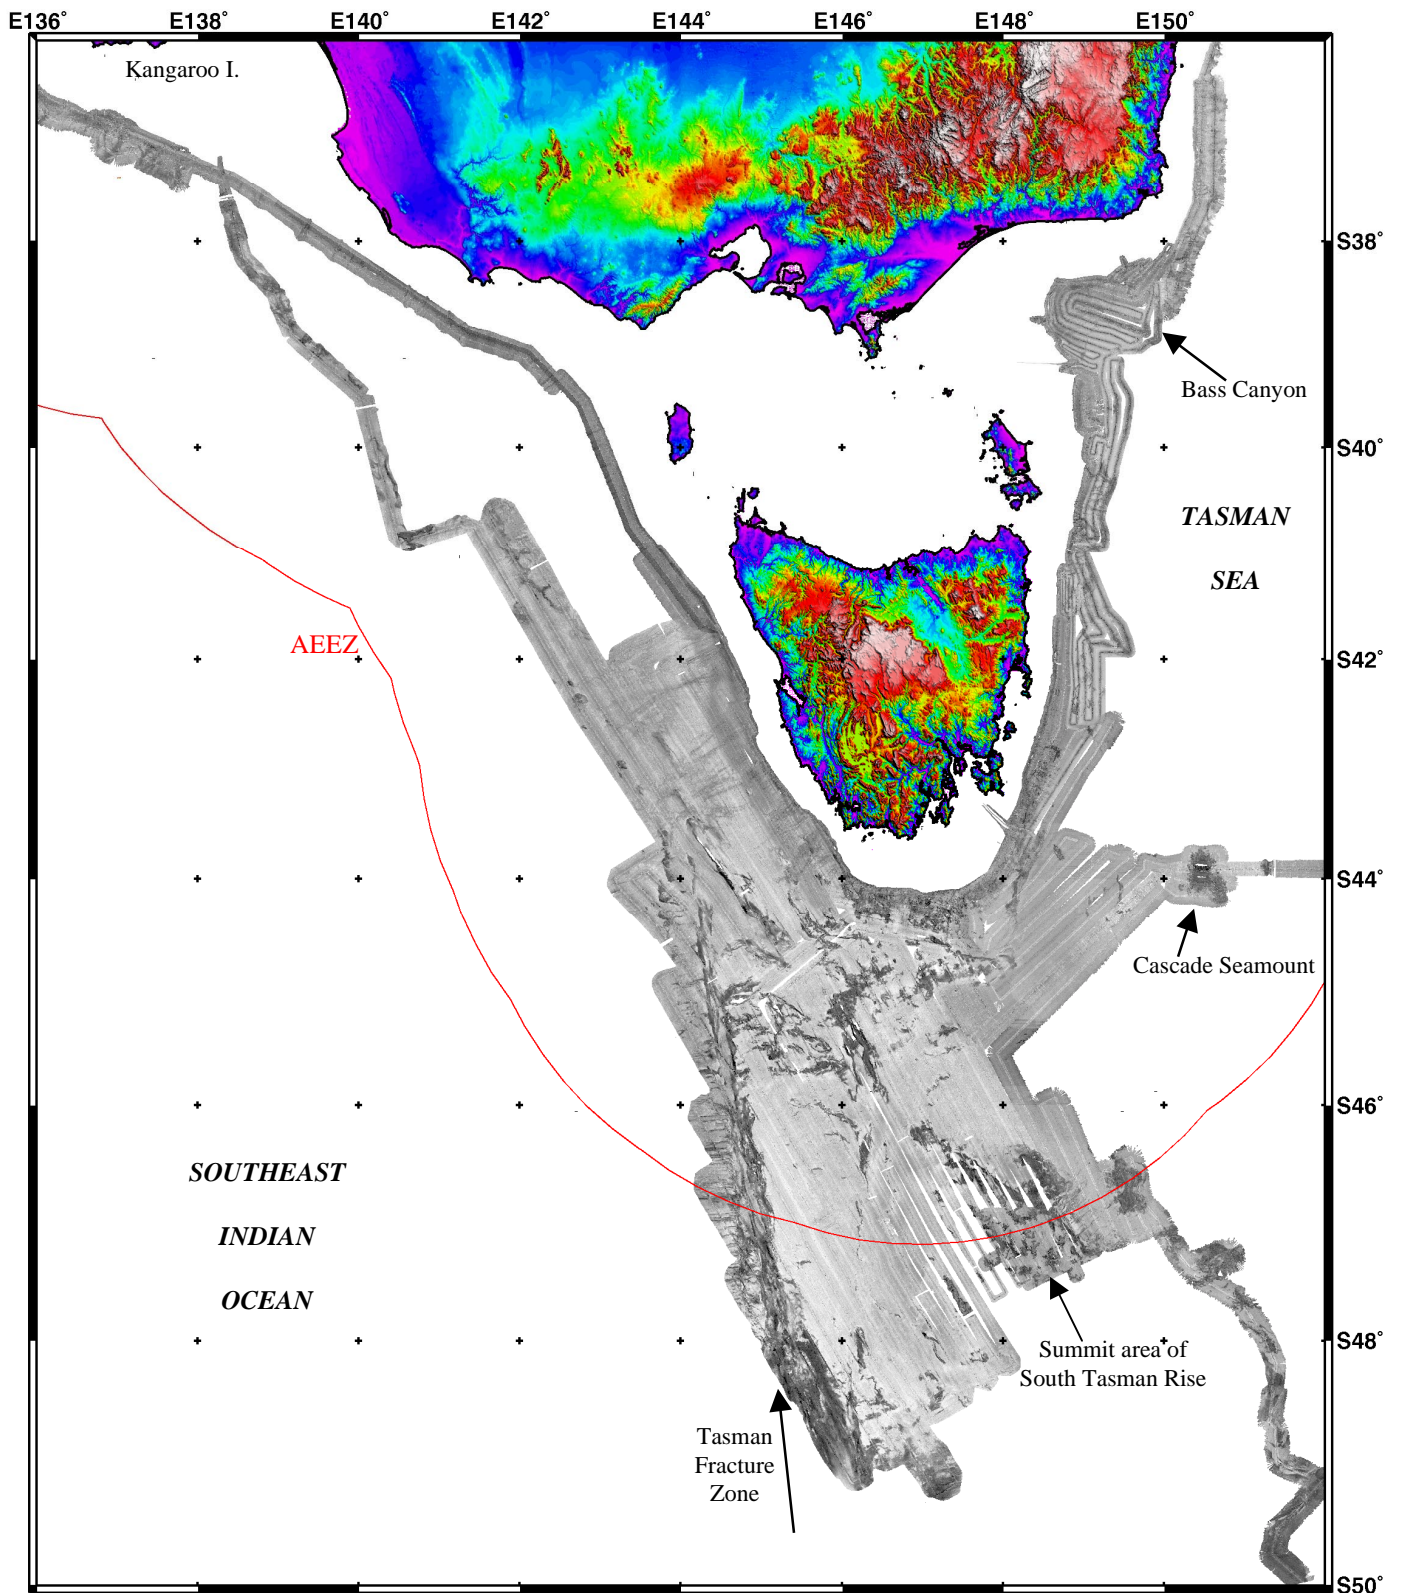 E136° E138° E140° E142° E144° E146° E148° E150°
Kangaroo I.
S38°
Bass Canyon
S40°
TASMAN
SEA
AEEZ
S42°
S44°
Cascade Seamount
S46°
SOUTHEAST
INDIAN
OCEAN
S48°
Summit area of
South Tasman Rise
Tasman
Fracture
Zone
S50°